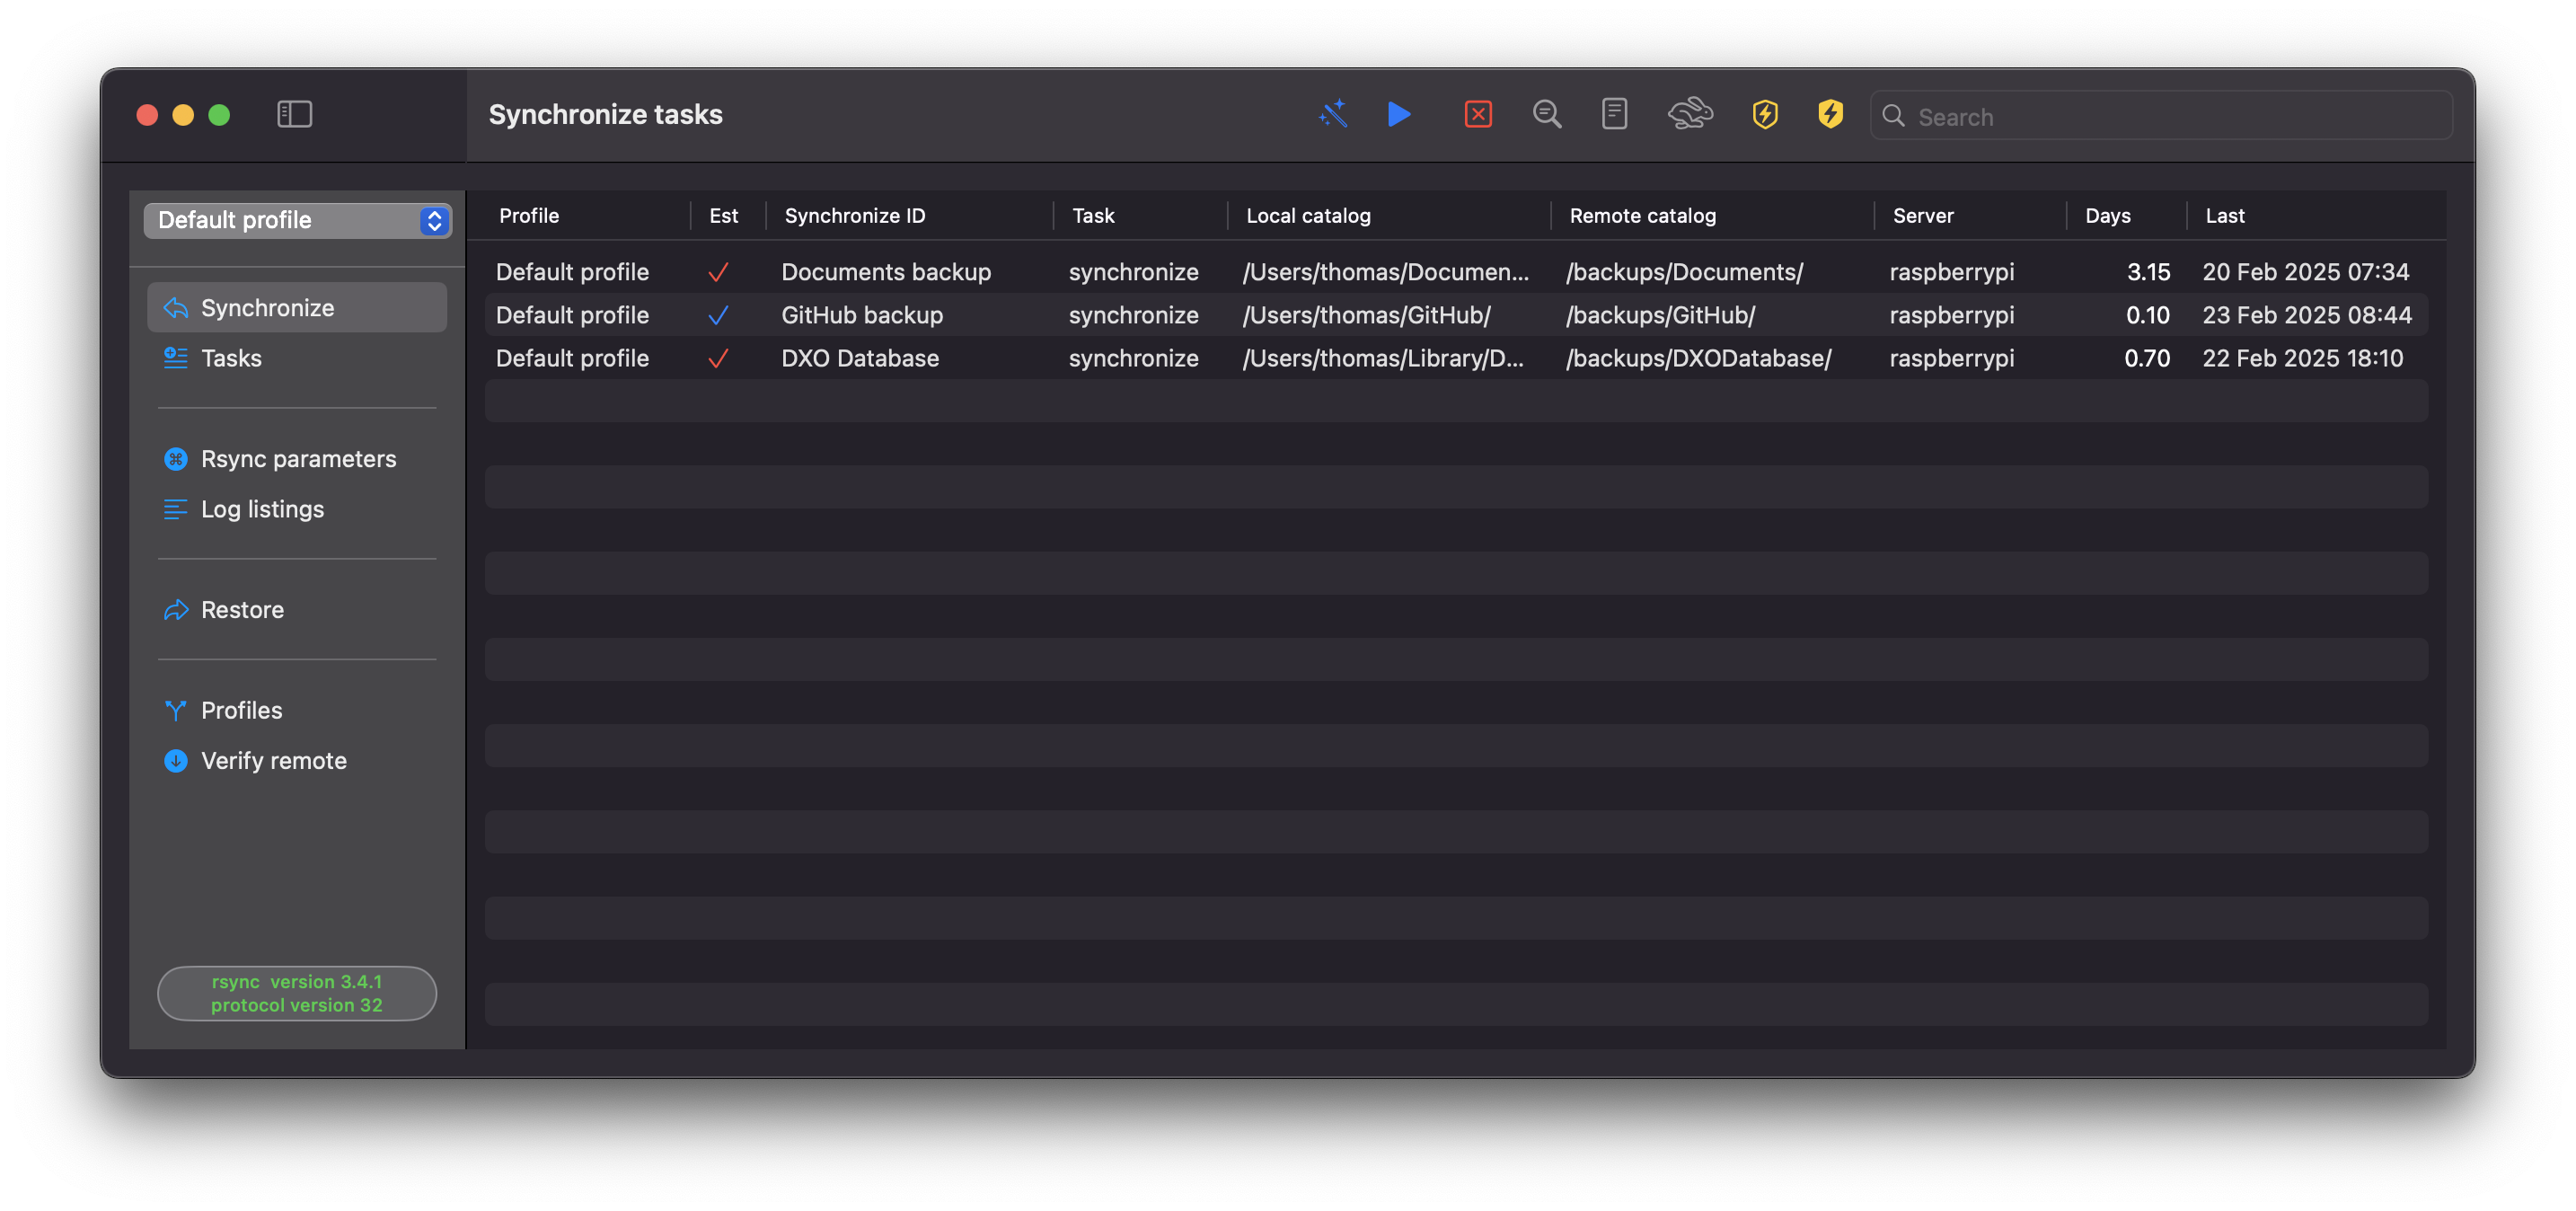 Synchronize tasks
Search
Default profile
Synchronize
Tasks
Rsync parameters
Log listings
Restore
Profiles
Verify remote
rsync  version 3.4.1
protocol version 32
Profile Est Synchronize ID Task Local catalog Remote catalog Server Days Last
Default profile Documents backup synchronize /Users/thomas/Documen... /backups/Documents/ raspberrypi 3.15 20 Feb 2025 07:34
Default profile GitHub backup synchronize /Users/thomas/GitHub/ /backups/GitHub/ raspberrypi 0.10 23 Feb 2025 08:44
Default profile DXO Database synchronize /Users/thomas/Library/D... /backups/DXODatabase/ raspberrypi 0.70 22 Feb 2025 18:10